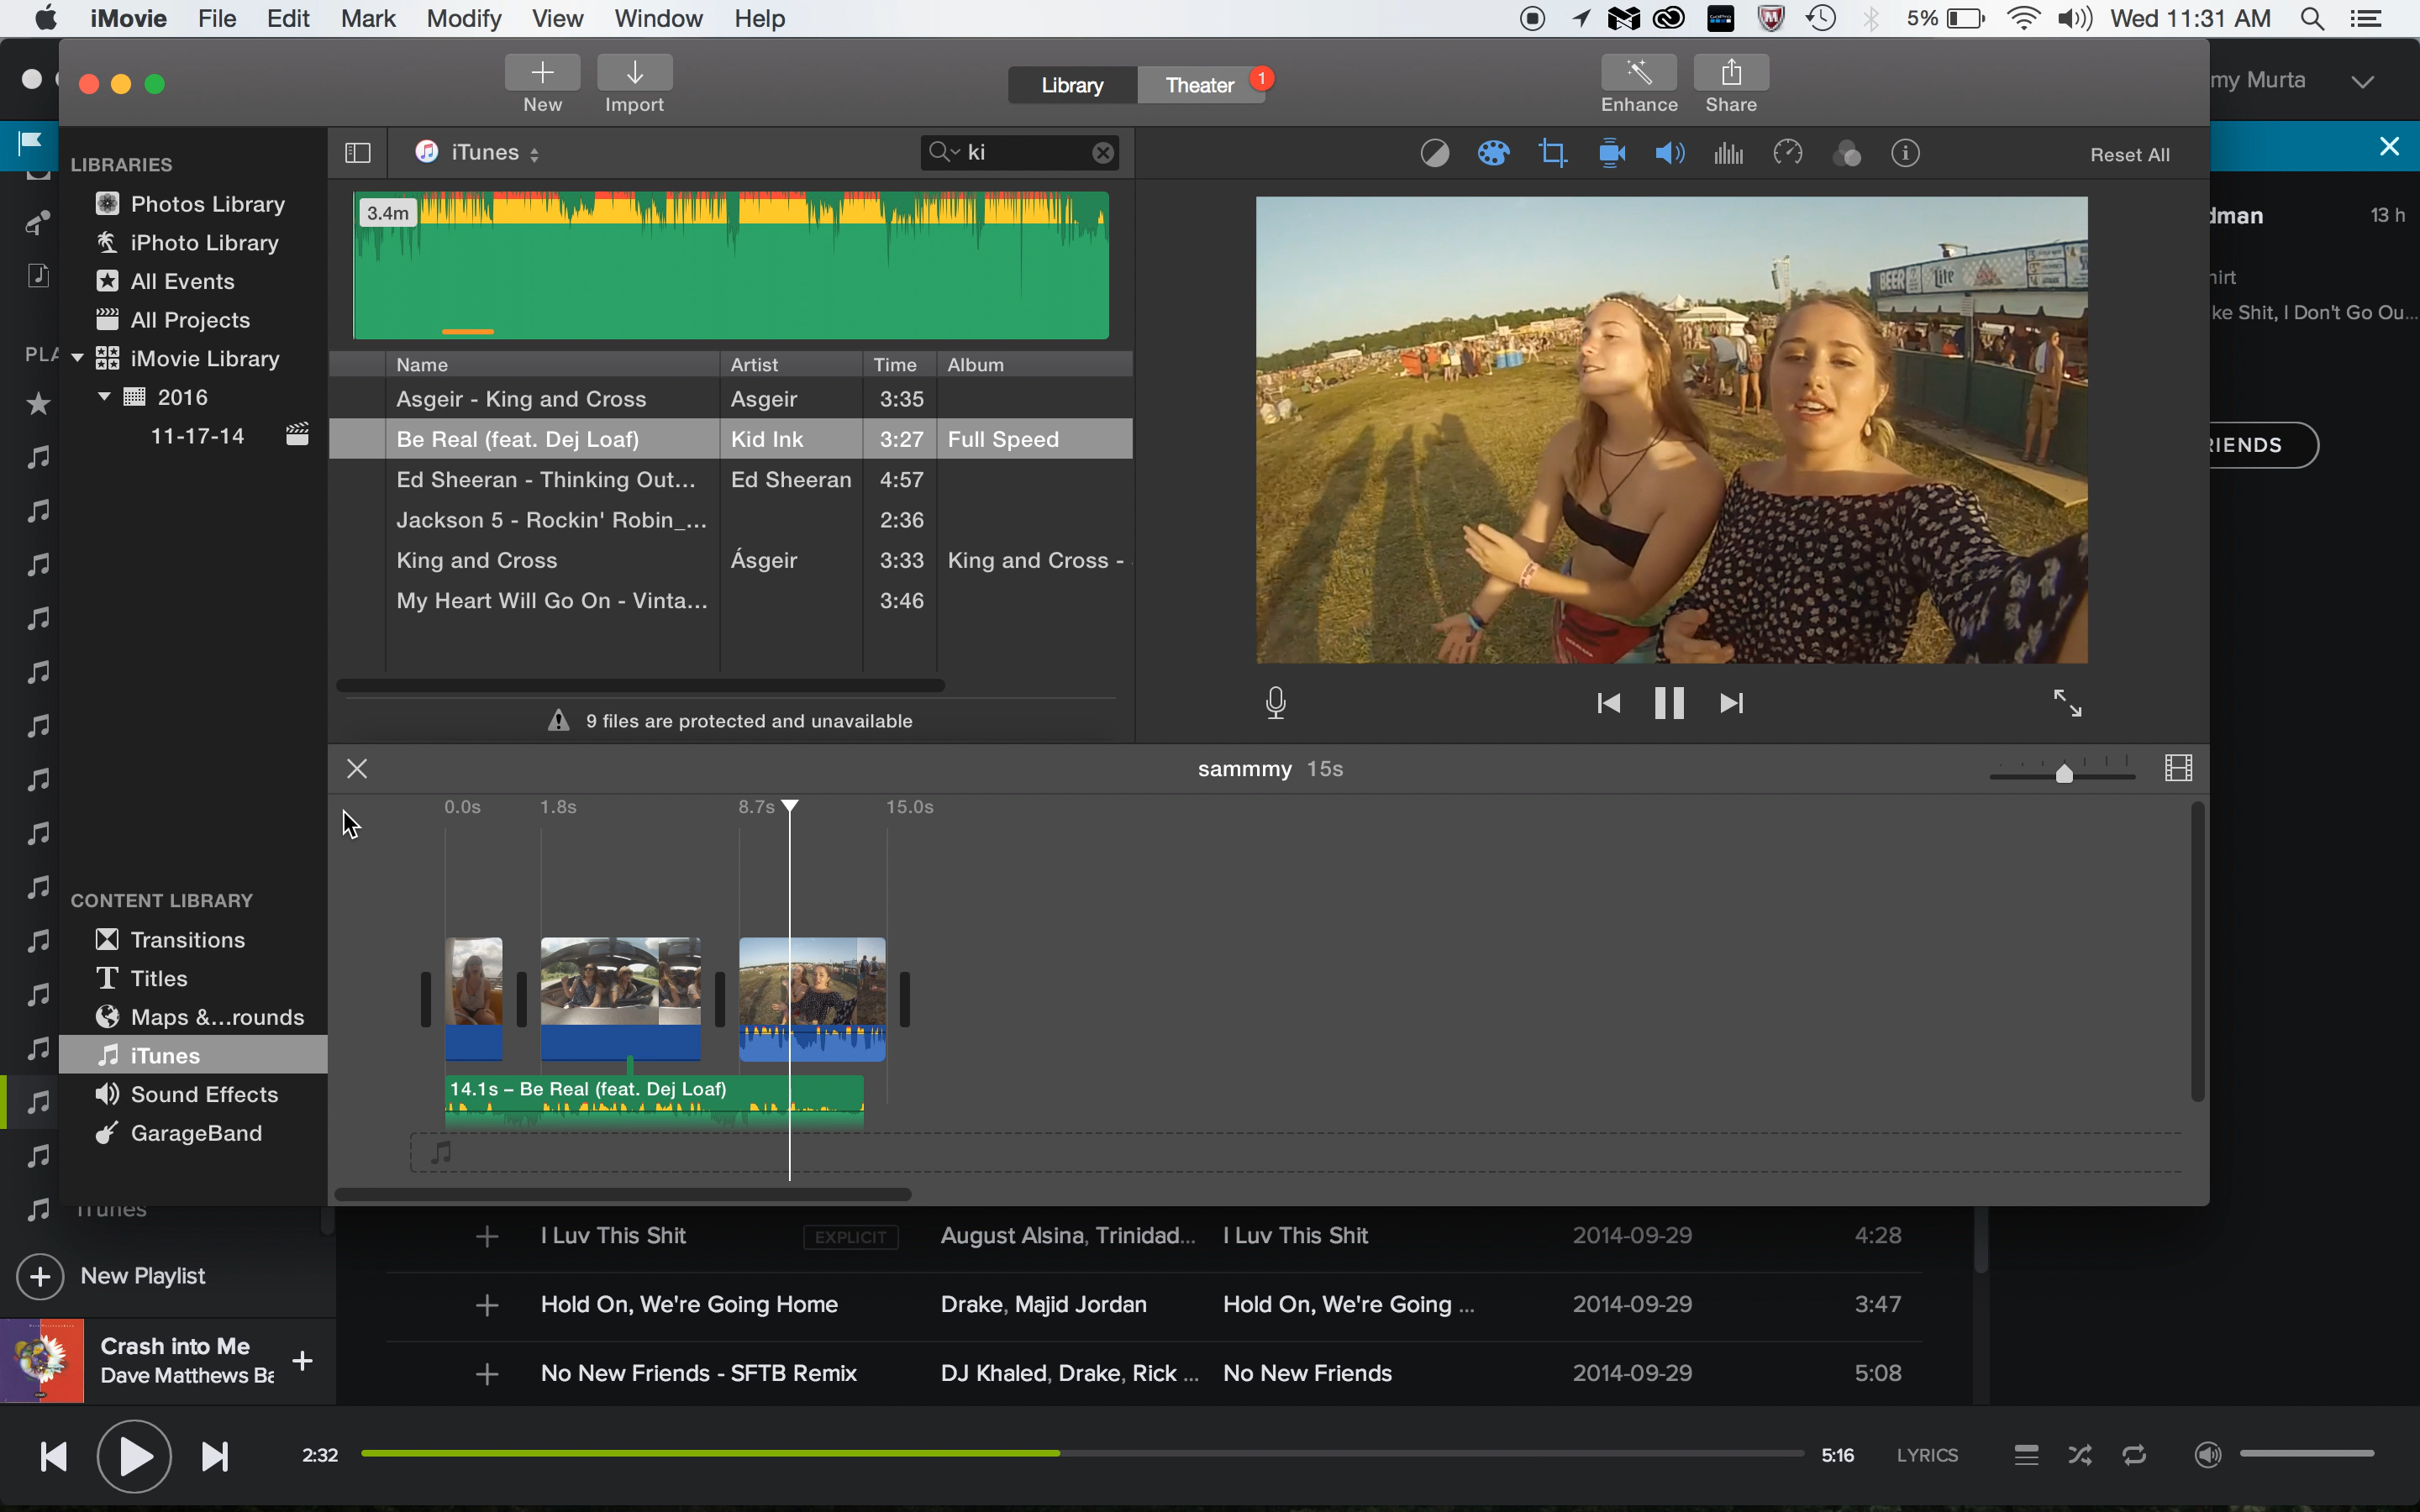 iMovie File Edit Mark Modify View Window Help 5% Wed 11:31 AM
New Import Library Theater 1 Enhance Share
my Murta
LIBRARIES
iTunes ki
Reset All
Photos Library
iPhoto Library
All Events
All Projects
iMovie Library
2016
11-17-14
3.4m
BEER Lite
Name Artist Time Album
Asgeir - King and Cross Asgeir 3:35
Be Real (feat. Dej Loaf) Kid Ink 3:27 Full Speed
Ed Sheeran - Thinking Out... Ed Sheeran 4:57
Jackson 5 - Rockin' Robin_... 2:36
King and Cross Ásgeir 3:33 King and Cross -
My Heart Will Go On - Vinta... 3:46
9 files are protected and unavailable
dman 13 h
hirt
ke Shit, I Don't Go Ou...
RIENDS
PLA
sammmy 15s
0.0s 1.8s 8.7s 15.0s
14.1s – Be Real (feat. Dej Loaf)
CONTENT LIBRARY
Transitions
Titles
Maps &...rounds
iTunes
Sound Effects
GarageBand
iTunes
New Playlist
Crash into Me
Dave Matthews Ba
I Luv This Shit EXPLICIT August Alsina, Trinidad... I Luv This Shit 2014-09-29 4:28
Hold On, We're Going Home Drake, Majid Jordan Hold On, We're Going ... 2014-09-29 3:47
No New Friends - SFTB Remix DJ Khaled, Drake, Rick ... No New Friends 2014-09-29 5:08
2:32 5:16 LYRICS